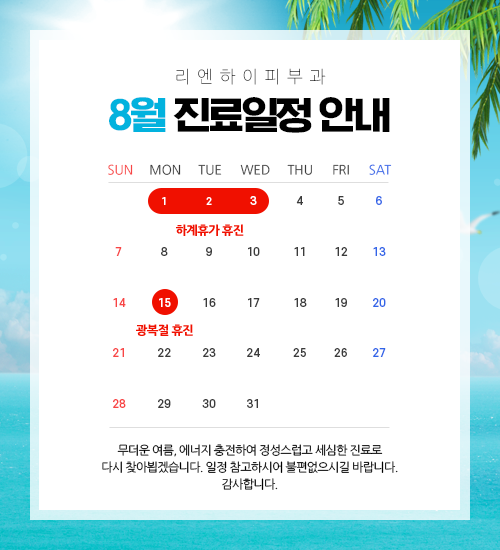 리엔하이피부과
8월 진료일정 안내
SUN MON TUE WED THU FRI SAT
1 2 3 4 5 6
하계휴가 휴진
7 8 9 10 11 12 13
14 15 16 17 18 19 20
광복절 휴진
21 22 23 24 25 26 27
28 29 30 31
무더운 여름, 에너지 충전하여 정성스럽고 세심한 진료로
다시 찾아뵙겠습니다. 일정 참고하시어 불편없으시길 바랍니다.
감사합니다.